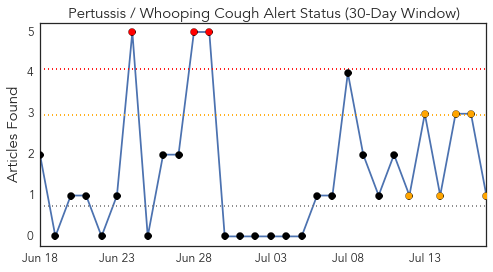 Pertussis / Whooping Cough Alert Status (30-Day Window)
Articles Found
5
4
3
2
1
0
Jun 18 Jun 23 Jun 28 Jul 03 Jul 08 Jul 13